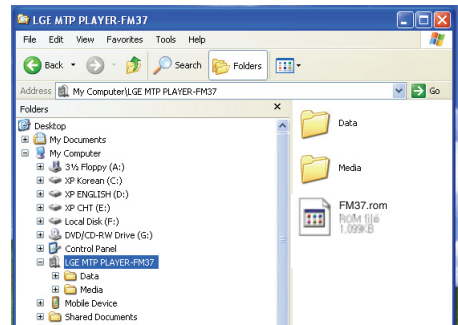 LGE MTP PLAYER-FM37
File Edit View Favorites Tools Help
Back Search Folders
Address My Computer\LGE MTP PLAYER-FM37 Go
Folders
Desktop
My Documents
My Computer
3½ Floppy (A:)
XP Korean (C:)
XP ENGLISH (D:)
XP CHT (E:)
Local Disk (F:)
DVD/CD-RW Drive (G:)
Control Panel
LGE MTP PLAYER-FM37
Data
Media
Mobile Device
Shared Documents
Data
Media
FM37.rom
ROM filé
1.099KB